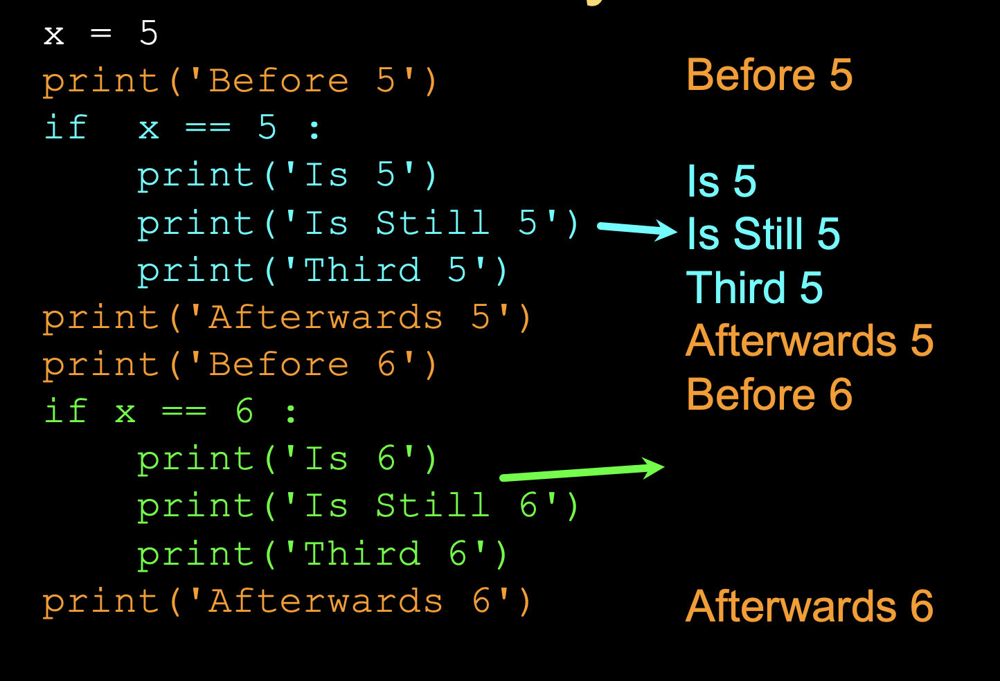 x = 5
print('Before 5')
if  x == 5 :
    print('Is 5')
    print('Is Still 5')
    print('Third 5')
print('Afterwards 5')
print('Before 6')
if x == 6 :
    print('Is 6')
    print('Is Still 6')
    print('Third 6')
print('Afterwards 6')
Before 5
Is 5
Is Still 5
Third 5
Afterwards 5
Before 6
Afterwards 6